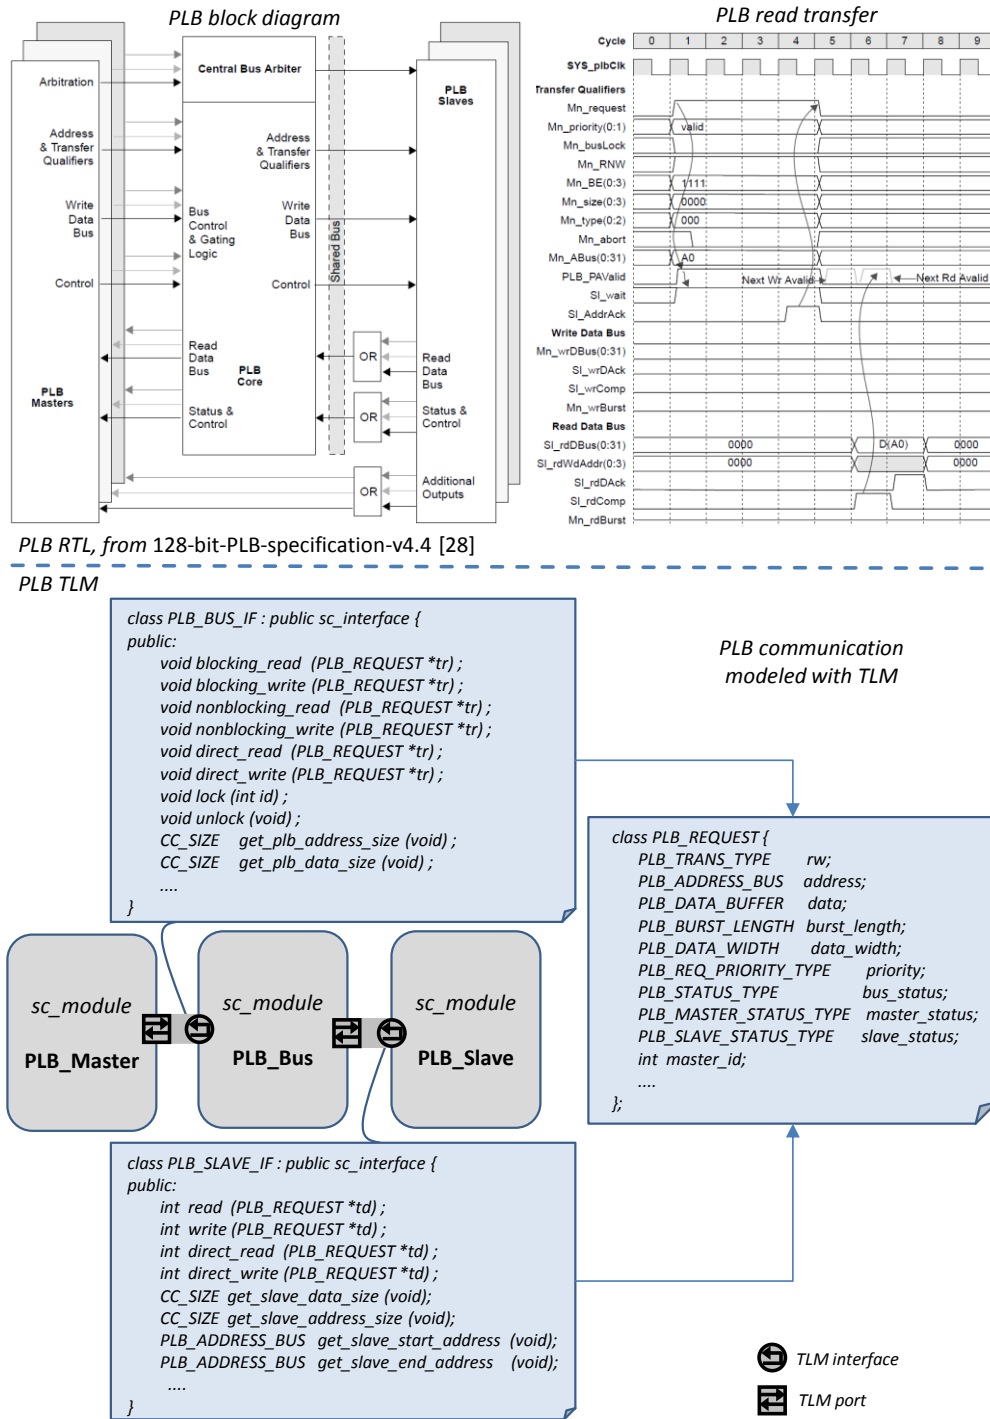 PLB block diagram
PLB read transfer
Arbitration
Address
& Transfer
Qualifiers
Write
Data
Bus
Control
Read
Data
Bus
PLB
Masters
Status &
Control
Central Bus Arbiter
Address
& Transfer
Qualifiers
Write
Data
Bus
Bus
Control
& Gating
Logic
Control
PLB
Core
Shared Bus
OR
OR
OR
PLB
Slaves
Read
Data
Bus
Status &
Control
Additional
Outputs
Cycle 0 1 2 3 4 5 6 7 8 9
SYS_plbClk
Transfer Qualifiers
Mn_request
Mn_priority(0:1) valid
Mn_busLock
Mn_RNW
Mn_BE(0:3) 1111
Mn_size(0:3) 0000
Mn_type(0:2) 000
Mn_abort
Mn_ABus(0:31) A0
PLB_PAValid Next Wr Avalid Next Rd Avalid
Sl_wait
Sl_AddrAck
Write Data Bus
Mn_wrDBus(0:31)
Sl_wrDAck
Sl_wrComp
Mn_wrBurst
Read Data Bus
Sl_rdDBus(0:31) 0000 D(A0) 0000
Sl_rdWdAddr(0:3) 0000 0000
Sl_rdDAck
Sl_rdComp
Mn_rdBurst
PLB RTL, from 128-bit-PLB-specification-v4.4 [28]
PLB TLM
class PLB_BUS_IF : public sc_interface {
public:
void blocking_read (PLB_REQUEST *tr) ;
void blocking_write (PLB_REQUEST *tr) ;
void nonblocking_read (PLB_REQUEST *tr) ;
void nonblocking_write (PLB_REQUEST *tr) ;
void direct_read (PLB_REQUEST *tr) ;
void direct_write (PLB_REQUEST *tr) ;
void lock (int id) ;
void unlock (void) ;
CC_SIZE get_plb_address_size (void) ;
CC_SIZE get_plb_data_size (void) ;
....
}
PLB communication
modeled with TLM
class PLB_REQUEST {
PLB_TRANS_TYPE rw;
PLB_ADDRESS_BUS address;
PLB_DATA_BUFFER data;
PLB_BURST_LENGTH burst_length;
PLB_DATA_WIDTH data_width;
PLB_REQ_PRIORITY_TYPE priority;
PLB_STATUS_TYPE bus_status;
PLB_MASTER_STATUS_TYPE master_status;
PLB_SLAVE_STATUS_TYPE slave_status;
int master_id;
....
};
sc_module
PLB_Master
sc_module
PLB_Bus
sc_module
PLB_Slave
class PLB_SLAVE_IF : public sc_interface {
public:
int read (PLB_REQUEST *td) ;
int write (PLB_REQUEST *td) ;
int direct_read (PLB_REQUEST *td) ;
int direct_write (PLB_REQUEST *td) ;
CC_SIZE get_slave_data_size (void);
CC_SIZE get_slave_address_size (void);
PLB_ADDRESS_BUS get_slave_start_address (void);
PLB_ADDRESS_BUS get_slave_end_address (void);
....
}
TLM interface
TLM port